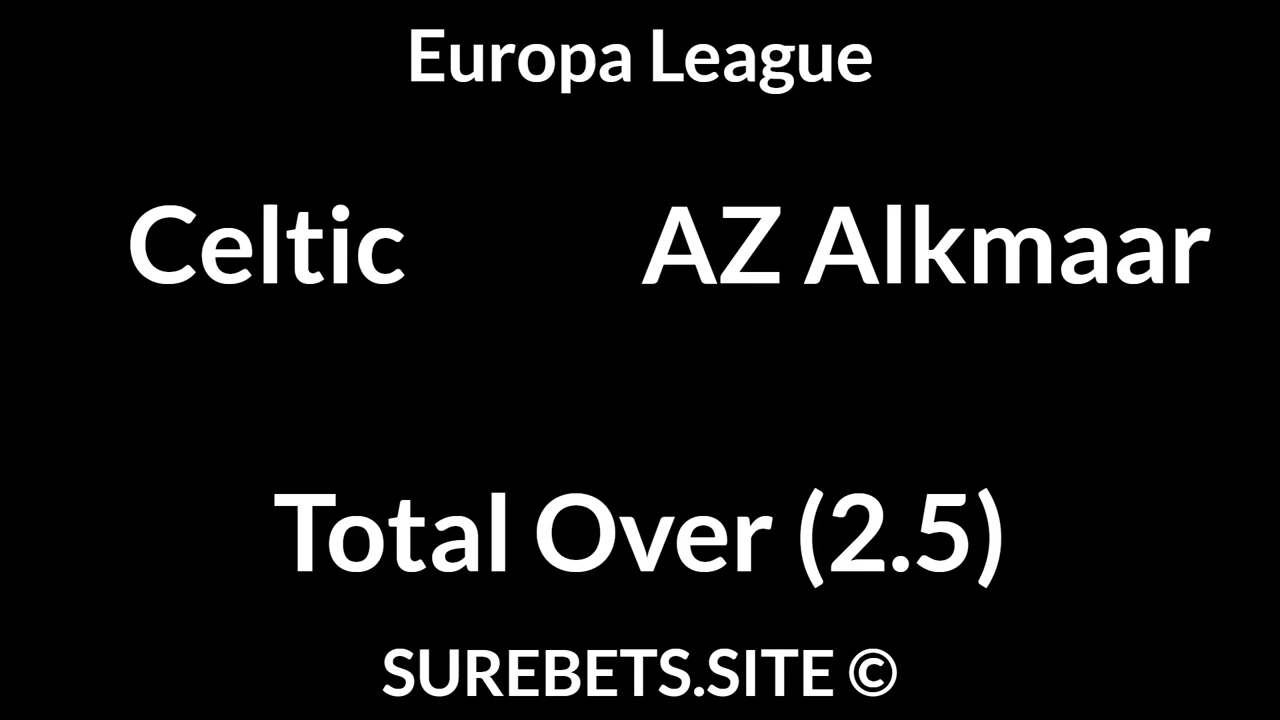 Europa League
Celtic AZ Alkmaar
Total Over (2.5)
SUREBETS.SITE ©